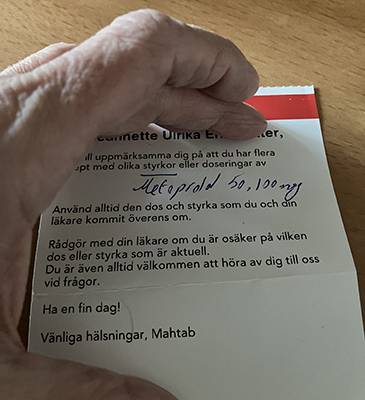 Ulrika
uppmärksamma dig på att du har flera
med olika styrkor eller doseringar av
Metoprolol 50, 100 mg
Använd alltid den dos och styrka som du och din
läkare kommit överens om.
Rådgör med din läkare om du är osäker på vilken
dos eller styrka som är aktuell.
Du är även alltid välkommen att höra av dig till oss
vid frågor.
Ha en fin dag!
Vänliga hälsningar, Mahtab